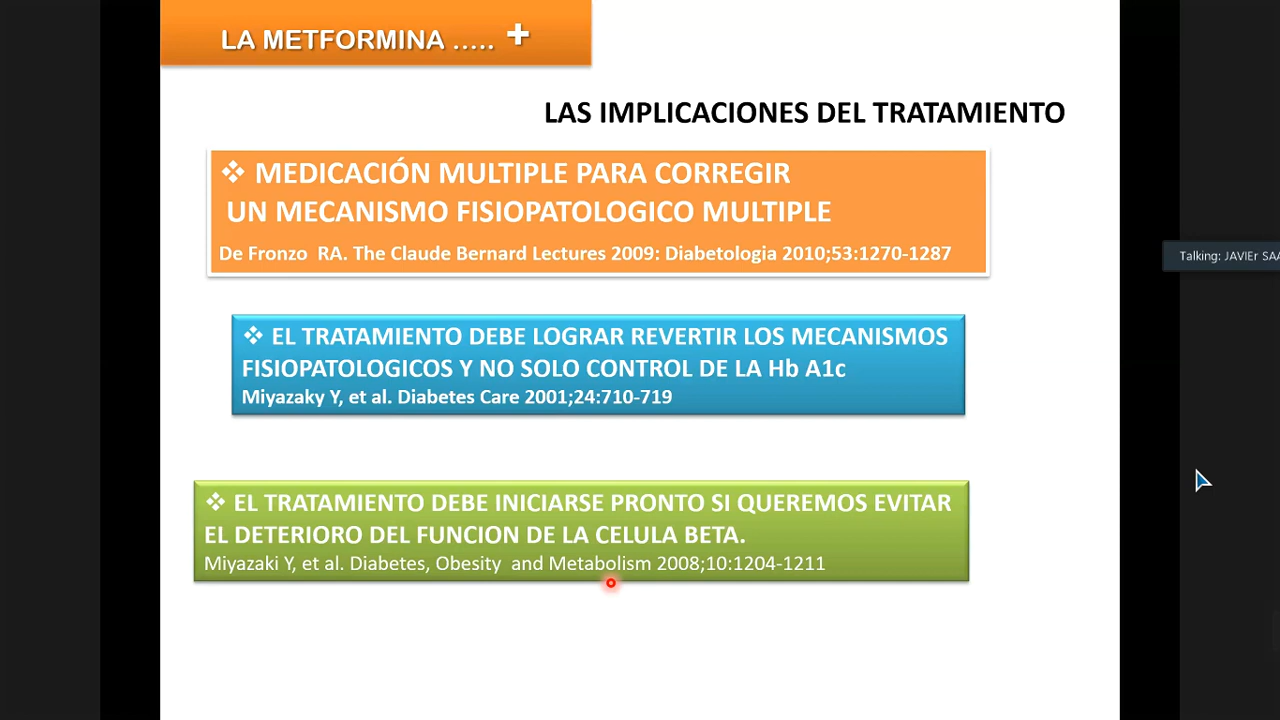 LA METFORMINA ..... +
LAS IMPLICACIONES DEL TRATAMIENTO
❖ MEDICACIÓN MULTIPLE PARA CORREGIR
UN MECANISMO FISIOPATOLOGICO MULTIPLE
De Fronzo RA. The Claude Bernard Lectures 2009: Diabetologia 2010;53:1270-1287
Talking: JAVIEr SAA
❖ EL TRATAMIENTO DEBE LOGRAR REVERTIR LOS MECANISMOS
FISIOPATOLOGICOS Y NO SOLO CONTROL DE LA Hb A1c
Miyazaky Y, et al. Diabetes Care 2001;24:710-719
❖ EL TRATAMIENTO DEBE INICIARSE PRONTO SI QUEREMOS EVITAR
EL DETERIORO DEL FUNCION DE LA CELULA BETA.
Miyazaki Y, et al. Diabetes, Obesity and Metabolism 2008;10:1204-1211